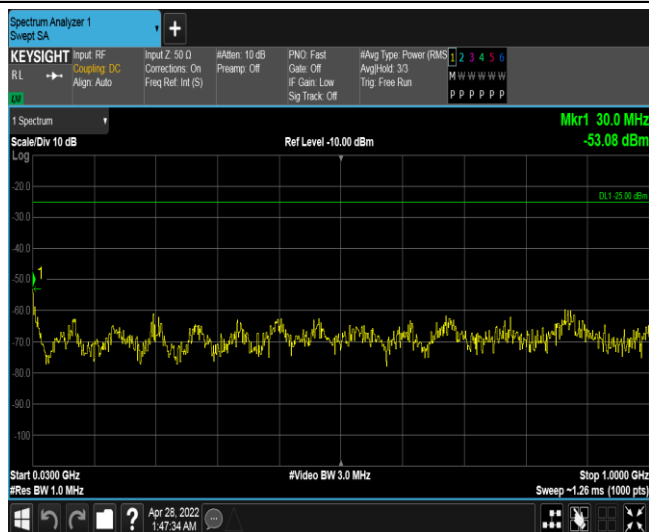 Spectrum Analyzer 1
Swept SA
+
KEYSIGHT
RL
Input: RF
Coupling: DC
Align: Auto
Input Z: 50 Ω
Corrections: On
Freq Ref: Int (S)
#Atten: 10 dB
Preamp: Off
PNO: Fast
Gate: Off
IF Gain: Low
Sig Track: Off
#Avg Type: Power (RMS
Avg|Hold: 3/3
Trig: Free Run
1 2 3 4 5 6
M W W W W W
P P P P P P
1 Spectrum
Scale/Div 10 dB
Ref Level -10.00 dBm
Mkr1 30.0 MHz
-53.08 dBm
Log
-20.0
-30.0
-40.0
-50.0
-60.0
-70.0
-80.0
-90.0
-100
DL1 -25.00 dBm
1
Start 0.0300 GHz
#Res BW 1.0 MHz
#Video BW 3.0 MHz
Stop 1.0000 GHz
Sweep ~1.26 ms (1000 pts)
?
Apr 28, 2022
1:47:34 AM